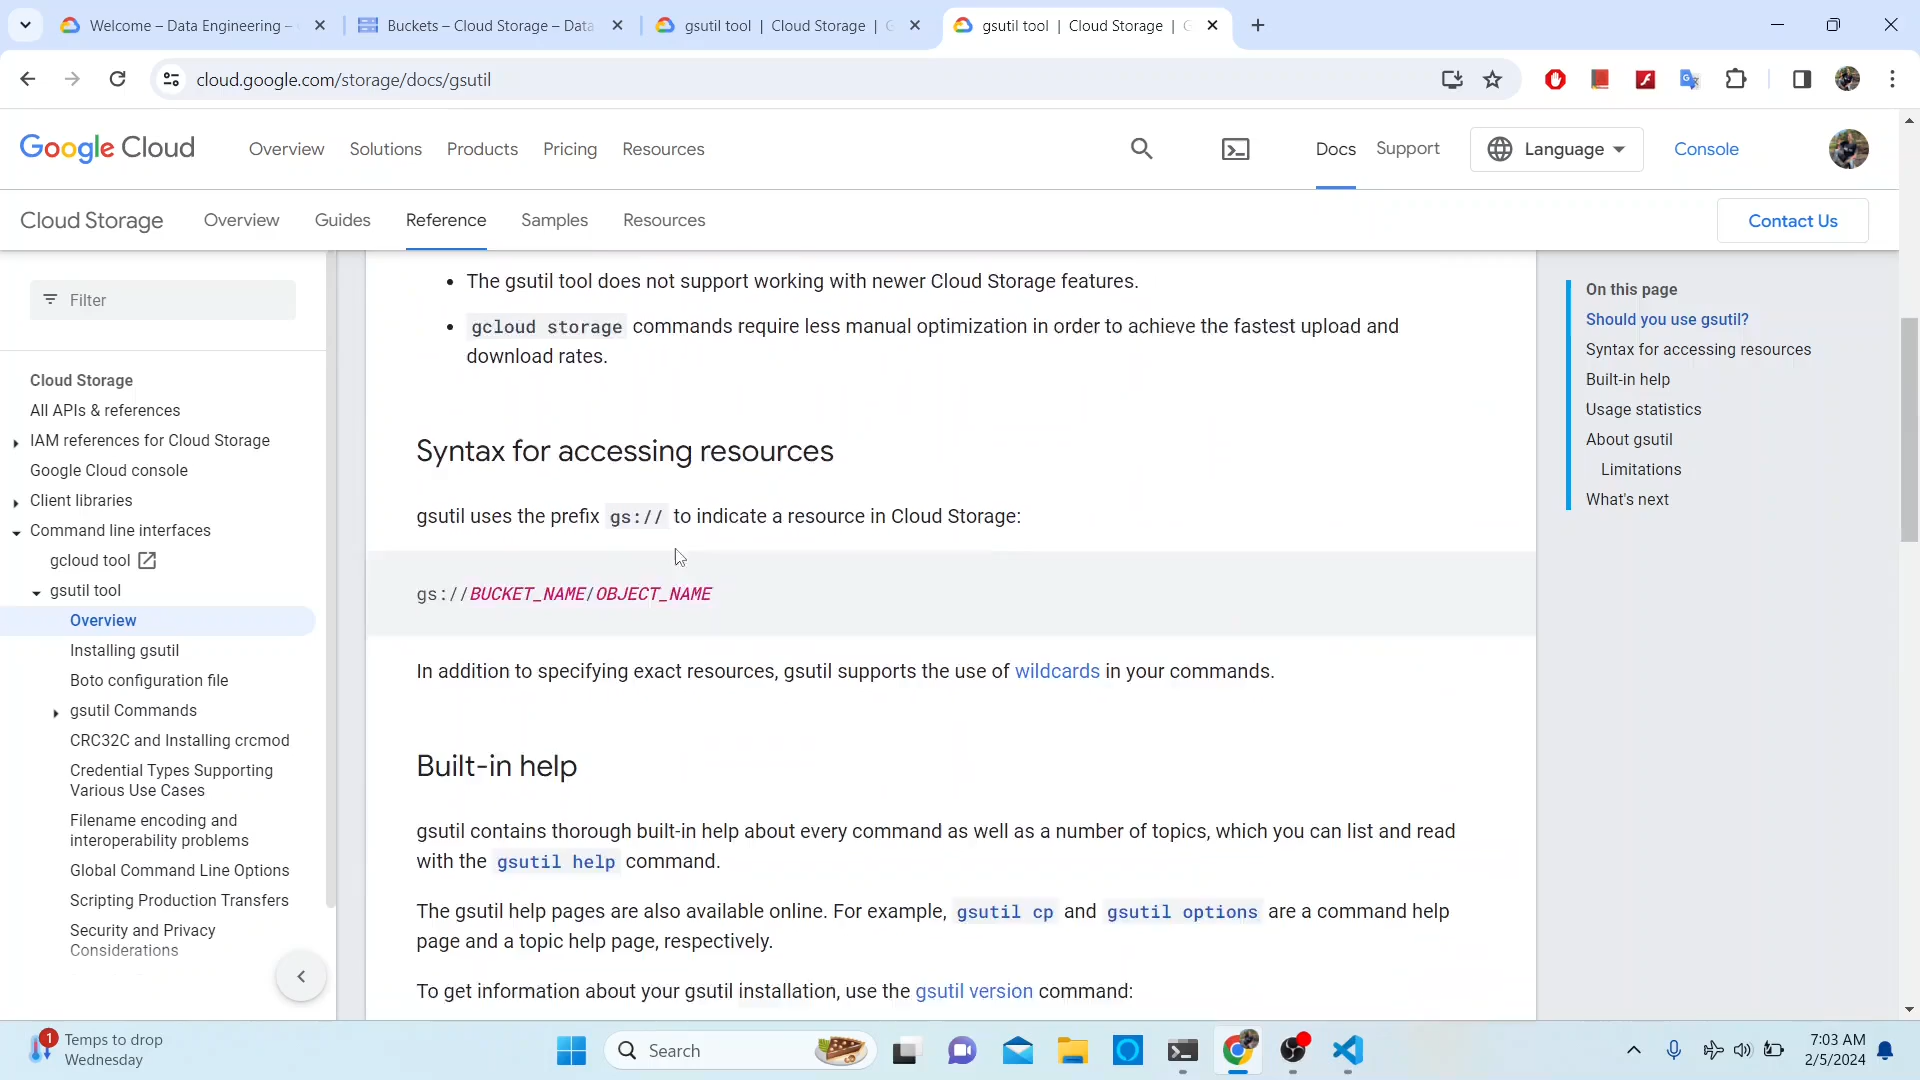 Welcome – Data Engineering –
Buckets – Cloud Storage – Data
gsutil tool | Cloud Storage | G
gsutil tool | Cloud Storage | G
cloud.google.com/storage/docs/gsutil
Google Cloud
Overview
Solutions
Products
Pricing
Resources
Docs
Support
Language
Console
Cloud Storage
Overview
Guides
Reference
Samples
Resources
Contact Us
Filter
Cloud Storage
All APIs & references
IAM references for Cloud Storage
Google Cloud console
Client libraries
Command line interfaces
gcloud tool
gsutil tool
Overview
Installing gsutil
Boto configuration file
gsutil Commands
CRC32C and Installing crcmod
Credential Types Supporting
Various Use Cases
Filename encoding and
interoperability problems
Global Command Line Options
Scripting Production Transfers
Security and Privacy
Considerations
• The gsutil tool does not support working with newer Cloud Storage features.
• gcloud storage commands require less manual optimization in order to achieve the fastest upload and
download rates.
Syntax for accessing resources
gsutil uses the prefix gs:// to indicate a resource in Cloud Storage:
gs://BUCKET_NAME/OBJECT_NAME
In addition to specifying exact resources, gsutil supports the use of wildcards in your commands.
Built-in help
gsutil contains thorough built-in help about every command as well as a number of topics, which you can list and read
with the gsutil help command.
The gsutil help pages are also available online. For example, gsutil cp and gsutil options are a command help
page and a topic help page, respectively.
To get information about your gsutil installation, use the gsutil version command:
On this page
Should you use gsutil?
Syntax for accessing resources
Built-in help
Usage statistics
About gsutil
Limitations
What's next
1
Temps to drop
Wednesday
Search
7:03 AM
2/5/2024